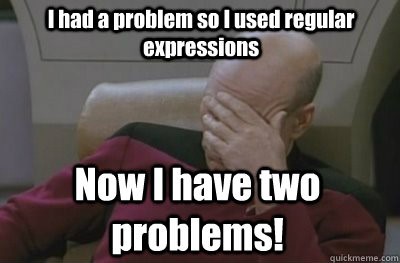 I had a problem so I used regular
expressions
Now I have two
problems!
quickmeme.com